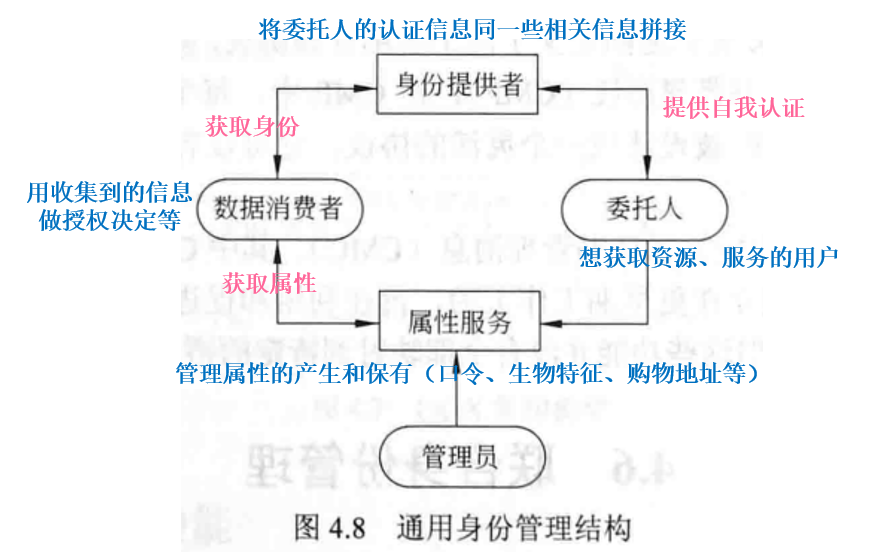 将委托人的认证信息同一些相关信息拼接
身份提供者
提供自我认证
获取身份
用收集到的信息
做授权决定等
数据消费者
委托人
想获取资源、服务的用户
获取属性
属性服务
管理属性的产生和保有（口令、生物特征、购物地址等）
管理员
图 4.8 通用身份管理结构